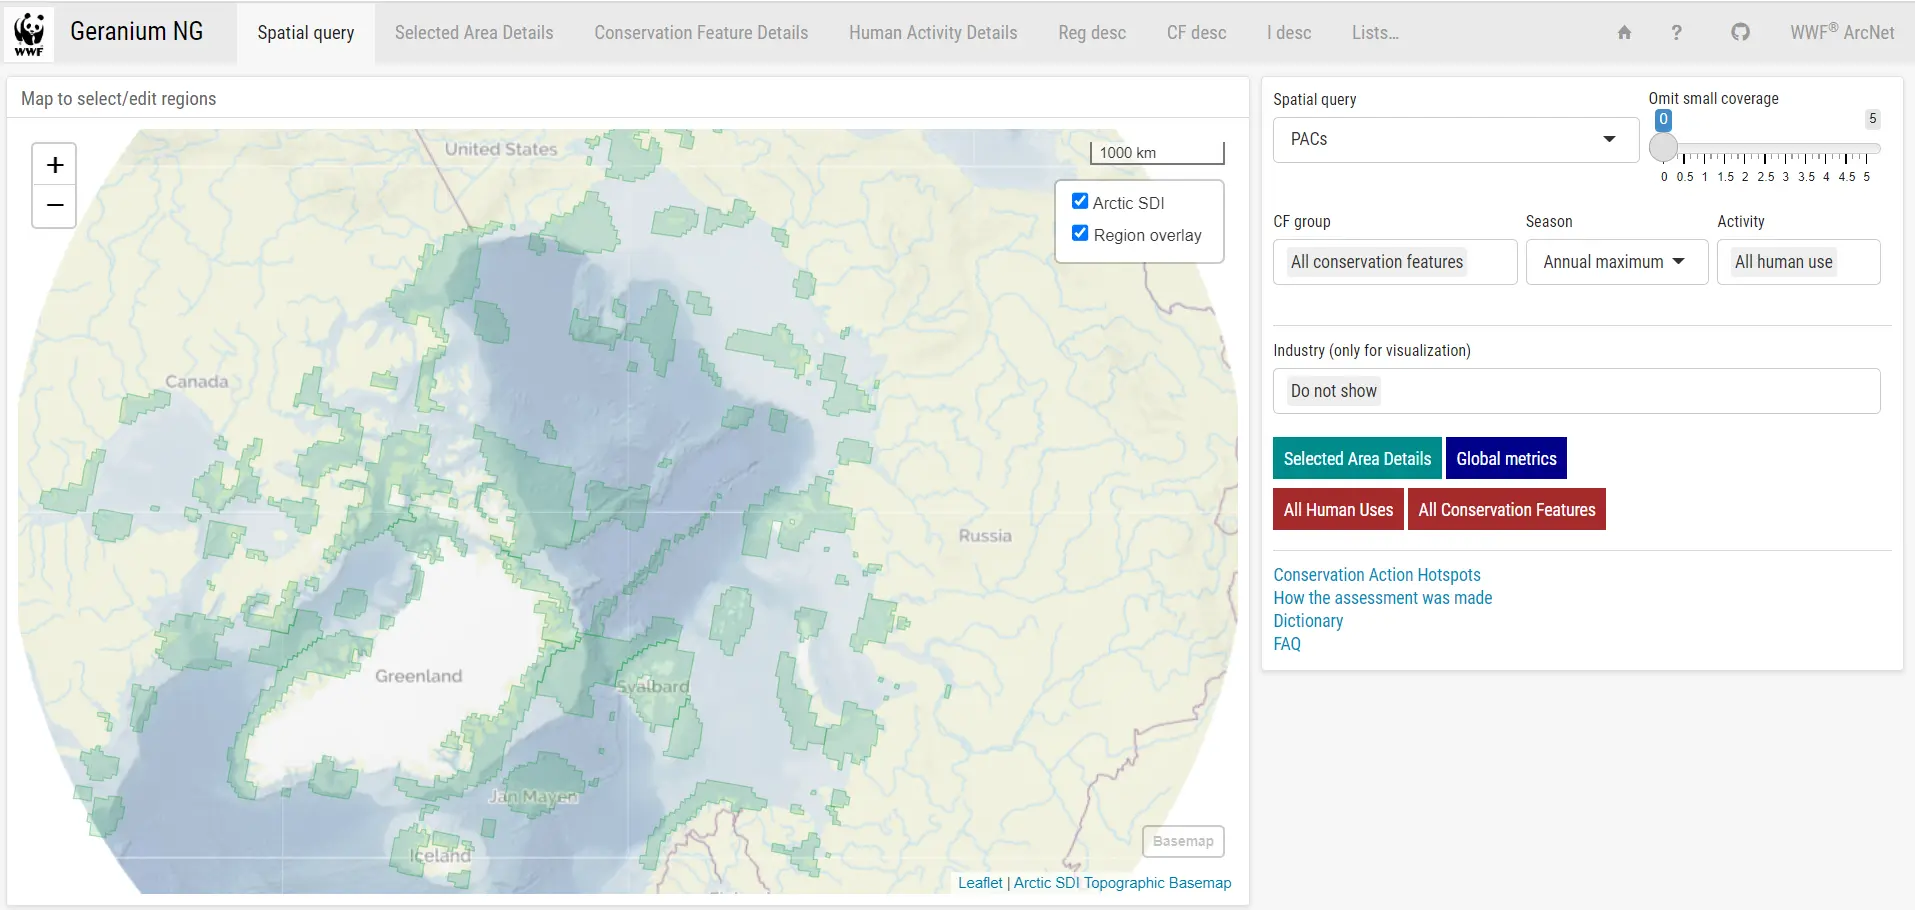 WWF
Geranium NG
Spatial query
Selected Area Details
Conservation Feature Details
Human Activity Details
Reg desc
CF desc
I desc
Lists...
?
WWF® ArcNet
Map to select/edit regions
+
−
United States
Canada
Russia
Greenland
Svalbard
Jan Mayen
Iceland
1000 km
Arctic SDI
Region overlay
Basemap
Leaflet | Arctic SDI Topographic Basemap
Spatial query
PACs
Omit small coverage
0 5
0 0.5 1 1.5 2 2.5 3 3.5 4 4.5 5
CF group
All conservation features
Season
Annual maximum
Activity
All human use
Industry (only for visualization)
Do not show
Selected Area Details
Global metrics
All Human Uses
All Conservation Features
Conservation Action Hotspots
How the assessment was made
Dictionary
FAQ